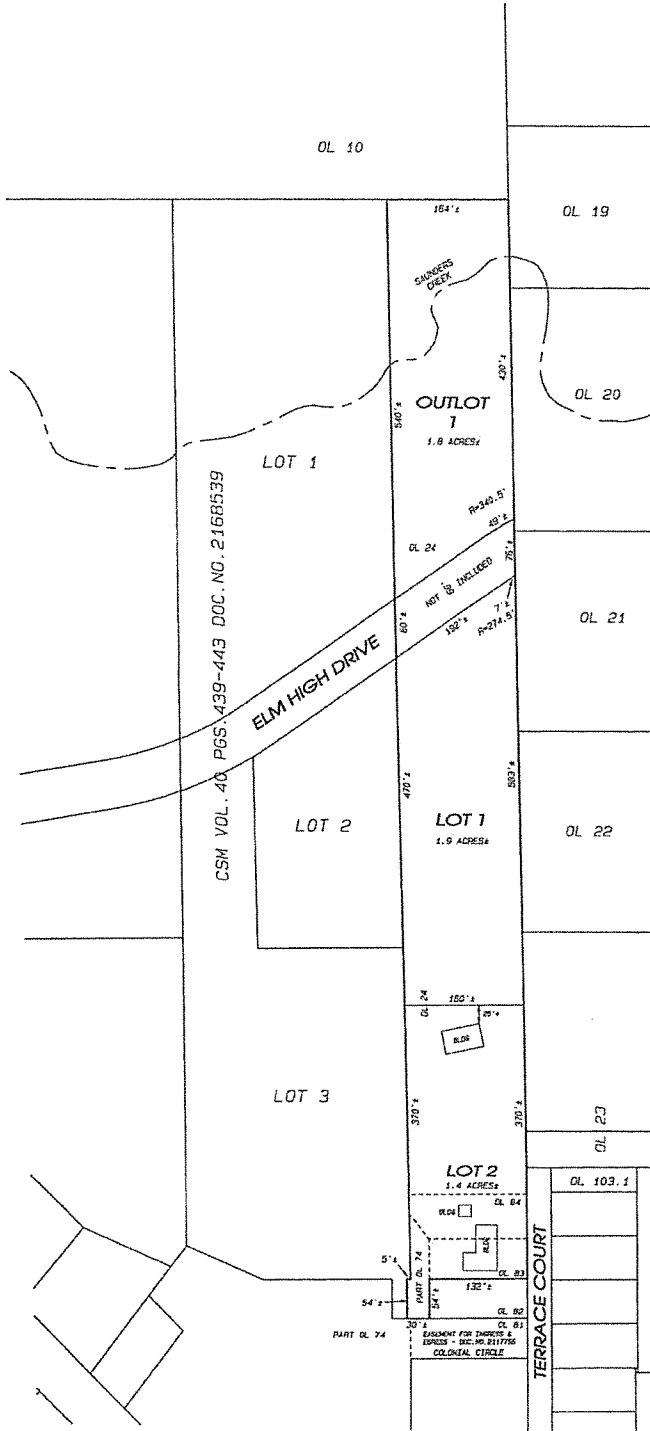 OL 10
164'±
OL 19
SAUNDERS
CREEK
430'±
OL 20
540'±
OUTLOT
1
1.8 ACRES±
LOT 1
R=340.5'
49'±
OL 24
75'±
NOT INCLUDED
60'±
192'±
7'±
R=274.5'
OL 21
ELM HIGH DRIVE
CSM VOL. 40 PGS. 439-443 DOC. NO. 2168539
470'±
583'±
LOT 2
LOT 1
1.9 ACRES±
OL 22
OL 24
150'±
BLDG
LOT 3
370'±
370'±
OL 23
LOT 2
1.4 ACRES±
OL 103.1
OL 84
BLDG
BLDG
PART OL 74
5'±
OL 83
132'±
54'±
54'±
OL 82
30'±
OL 81
PART OL 74
EASEMENT FOR INGRESS &
EGRESS - DOC. NO. 2117755
COLONIAL CIRCLE
TERRACE COURT